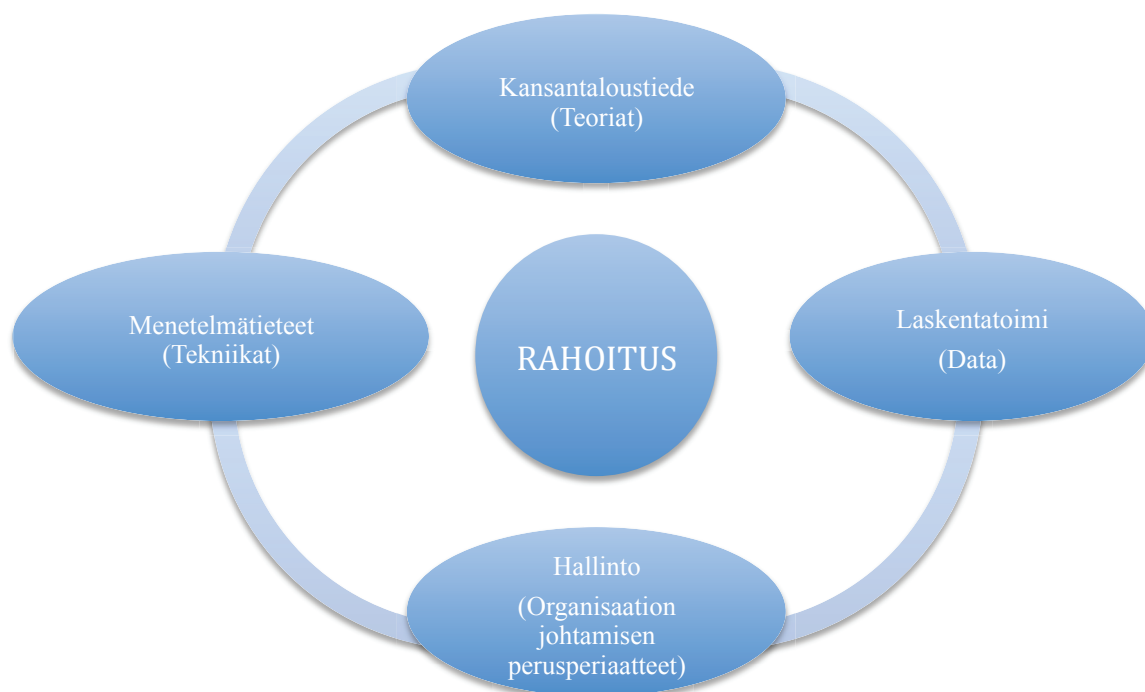 Kansantaloustiede
(Teoriat)
Menetelmätieteet
(Tekniikat)
RAHOITUS
Laskentatoimi
(Data)
Hallinto
(Organisaation
johtamisen
perusperiaatteet)